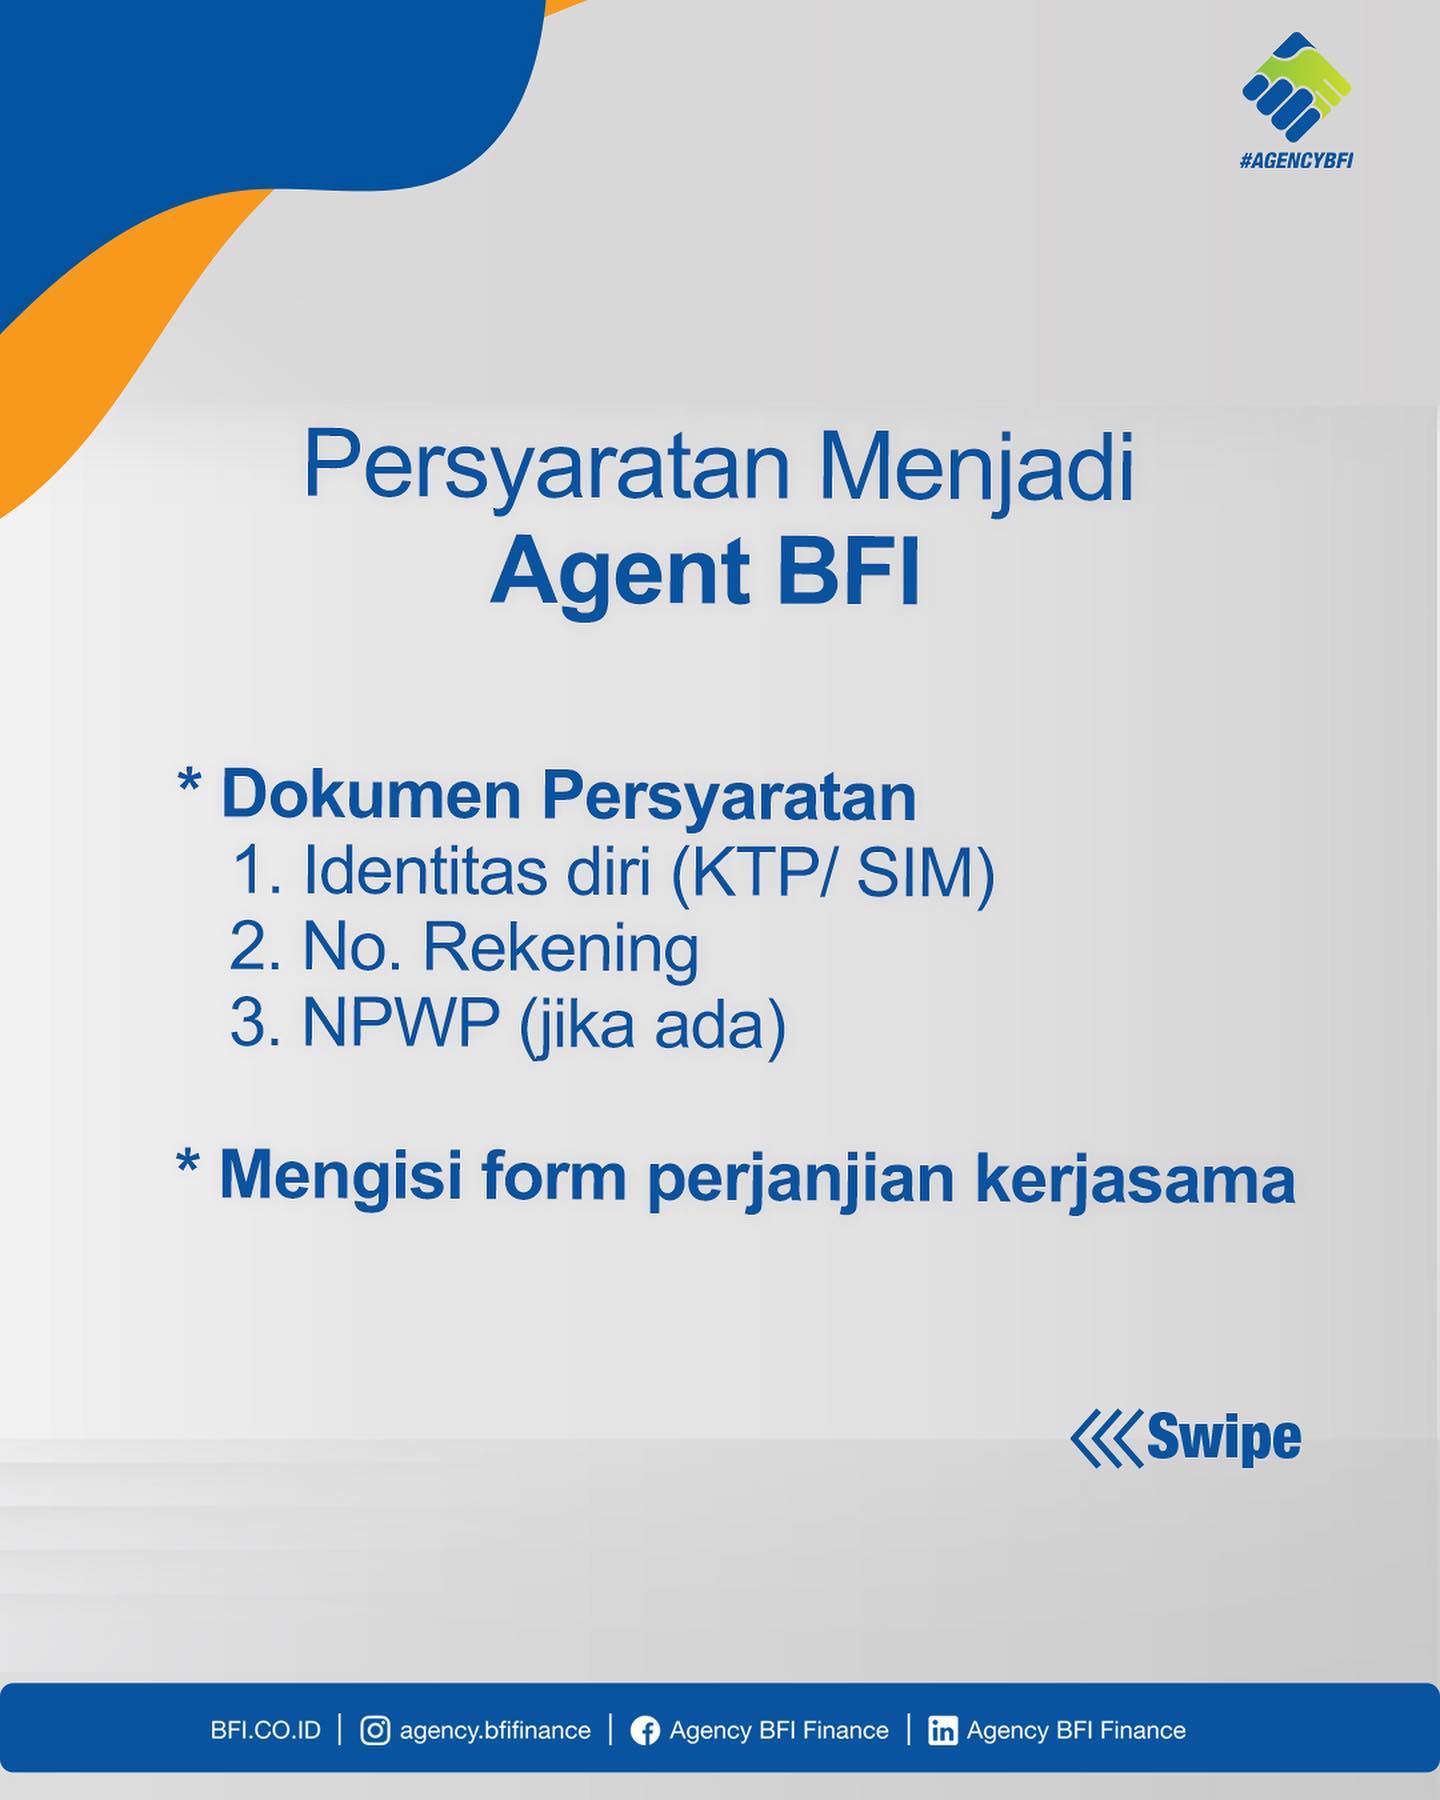 #AGENCYBFI
Persyaratan Menjadi
Agent BFI
* Dokumen Persyaratan
1. Identitas diri (KTP/ SIM)
2. No. Rekening
3. NPWP (jika ada)
* Mengisi form perjanjian kerjasama
Swipe
BFI.CO.ID | agency.bfifinance | Agency BFI Finance | Agency BFI Finance